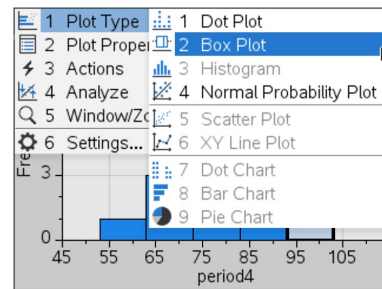 1 Plot Type
2 Plot Prope
3 Actions
4 Analyze
5 Window/Zo
6 Settings...
1 Dot Plot
2 Box Plot
3 Histogram
4 Normal Probability Plot
5 Scatter Plot
6 XY Line Plot
7 Dot Chart
8 Bar Chart
9 Pie Chart
Fre
3
0
45 55 65 75 85 95 105
period4